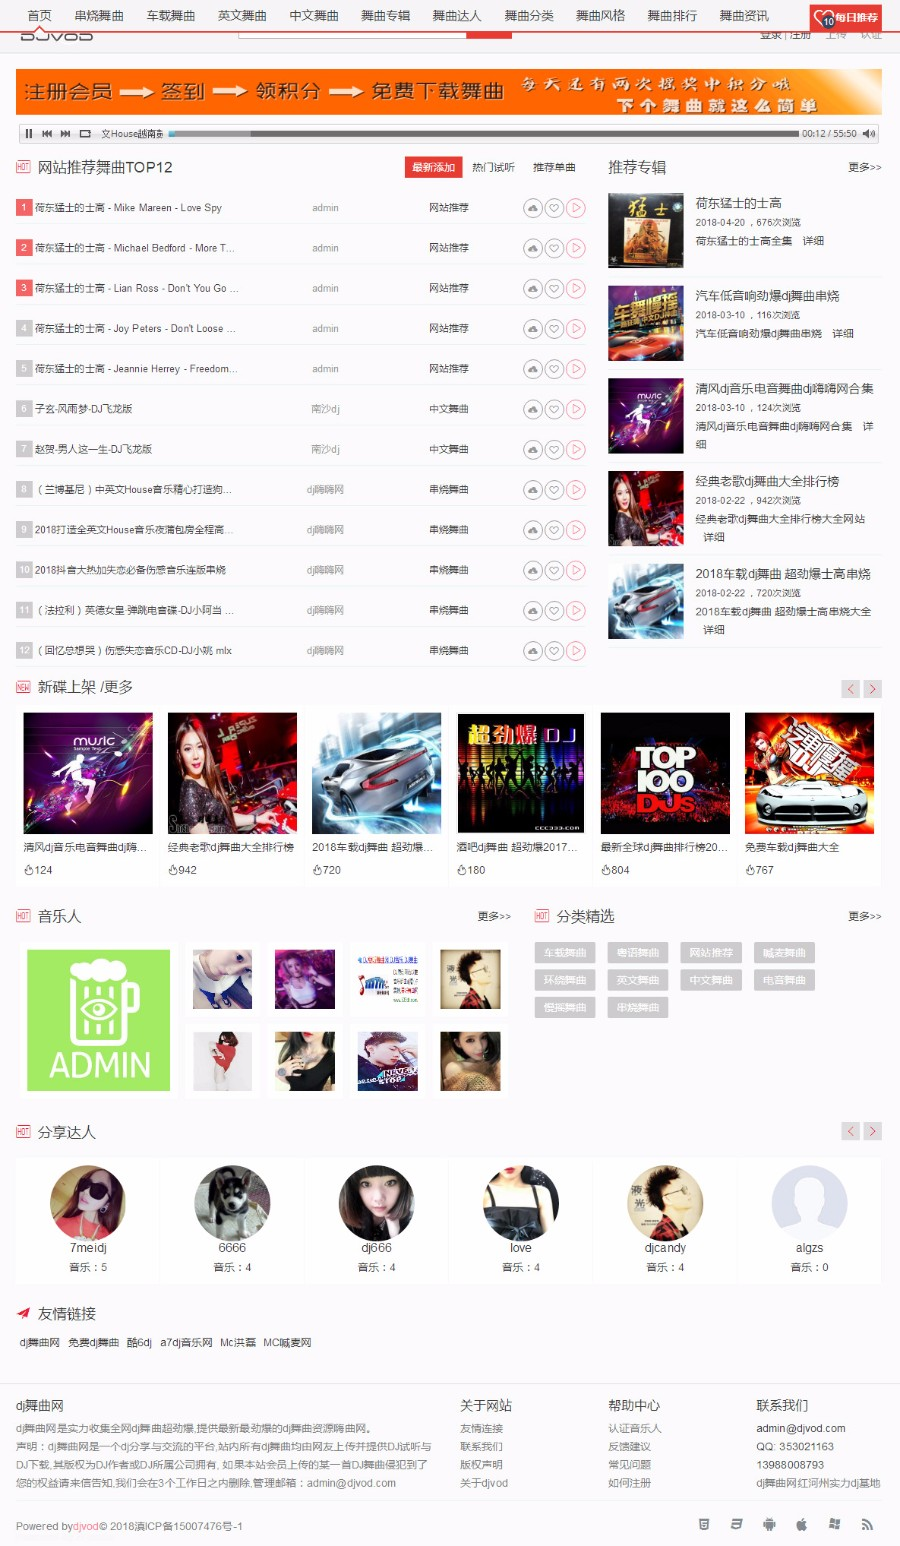 首页 串烧舞曲 车载舞曲 英文舞曲 中文舞曲 舞曲专辑 舞曲达人 舞曲分类 舞曲风格 舞曲排行 舞曲资讯 10 每日推荐
DJVOD 登录 | 注册 上传 认证
注册会员 签到 领积分 免费下载舞曲 每天还有两次摇奖中积分哦
下个舞曲就这么简单
文House越南鼓 00:12 / 55:50
HOT 网站推荐舞曲TOP12 最新添加 热门试听 推荐单曲
1 荷东猛士的士高 - Mike Mareen - Love Spy admin 网站推荐
2 荷东猛士的士高 - Michael Bedford - More T... admin 网站推荐
3 荷东猛士的士高 - Lian Ross - Don't You Go ... admin 网站推荐
4 荷东猛士的士高 - Joy Peters - Don't Loose ... admin 网站推荐
5 荷东猛士的士高 - Jeannie Herrey - Freedom... admin 网站推荐
6 子玄-风雨梦-DJ飞龙版 南沙dj 中文舞曲
7 赵贺-男人这一生-DJ飞龙版 南沙dj 中文舞曲
8 （兰博基尼）中英文House音乐精心打造狗... dj嗨嗨网 串烧舞曲
9 2018打造全英文House音乐夜蒲包房全程高... dj嗨嗨网 串烧舞曲
10 2018抖音大热加失恋必备伤感音乐连版串烧 dj嗨嗨网 串烧舞曲
11 （法拉利）英德女皇-弹跳电音碟-DJ小阿当 ... dj嗨嗨网 串烧舞曲
12 （回忆总想哭）伤感失恋音乐CD-DJ小姚 mlx dj嗨嗨网 串烧舞曲
推荐专辑 更多>>
猛士
荷东猛士的士高
2018-04-20 ，676次浏览
荷东猛士的士高全集 详细
车舞慢摇
汽车低音响劲爆dj舞曲串烧
2018-03-10 ，116次浏览
汽车低音响劲爆dj舞曲串烧 详细
music
清风dj音乐电音舞曲dj嗨嗨网合集
2018-03-10 ，124次浏览
清风dj音乐电音舞曲dj嗨嗨网合集 详
细
经典老歌dj舞曲大全排行榜
2018-02-22 ，942次浏览
经典老歌dj舞曲大全排行榜大全网站
详细
2018车载dj舞曲 超劲爆士高串烧
2018-02-22 ，720次浏览
2018车载dj舞曲 超劲爆士高串烧大全
详细
NEW 新碟上架 /更多
music
超劲爆DJ
CCC333.COM
TOP
100
DJs
清风dj音乐电音舞曲dj嗨... 经典老歌dj舞曲大全排行榜 2018车载dj舞曲 超劲爆... 酒吧dj舞曲 超劲爆2017... 最新全球dj舞曲排行榜20... 免费车载dj舞曲大全
124 942 720 180 804 767
HOT 音乐人 更多>>
ADMIN
NEVER
STOP
HOT 分类精选 更多>>
车载舞曲 粤语舞曲 网站推荐 喊麦舞曲
环绕舞曲 英文舞曲 中文舞曲 电音舞曲
慢摇舞曲 串烧舞曲
HOT 分享达人
7meidj 6666 dj666 love djcandy algzs
音乐：5 音乐：4 音乐：4 音乐：4 音乐：4 音乐：0
友情链接
dj舞曲网 免费dj舞曲 酷6dj a7dj音乐网 Mc洪磊 MC喊麦网
dj舞曲网
dj舞曲网是实力收集全网dj舞曲超劲爆,提供最新最劲爆的dj舞曲资源嗨曲网。
声明：dj舞曲网是一个dj分享与交流的平台,站内所有dj舞曲均由网友上传并提供DJ试听与
DJ下载,其版权为DJ作者或DJ所属公司拥有, 如果本站会员上传的某一首DJ舞曲侵犯到了
您的权益请来信告知,我们会在3个工作日之内删除.管理邮箱：admin@djvod.com
关于网站
友情连接
联系我们
版权声明
关于djvod
帮助中心
认证音乐人
反馈建议
常见问题
如何注册
联系我们
admin@djvod.com
QQ: 353021163
13988008793
dj舞曲网红河州实力dj基地
Powered bydjvod© 2018滇ICP备15007476号-1